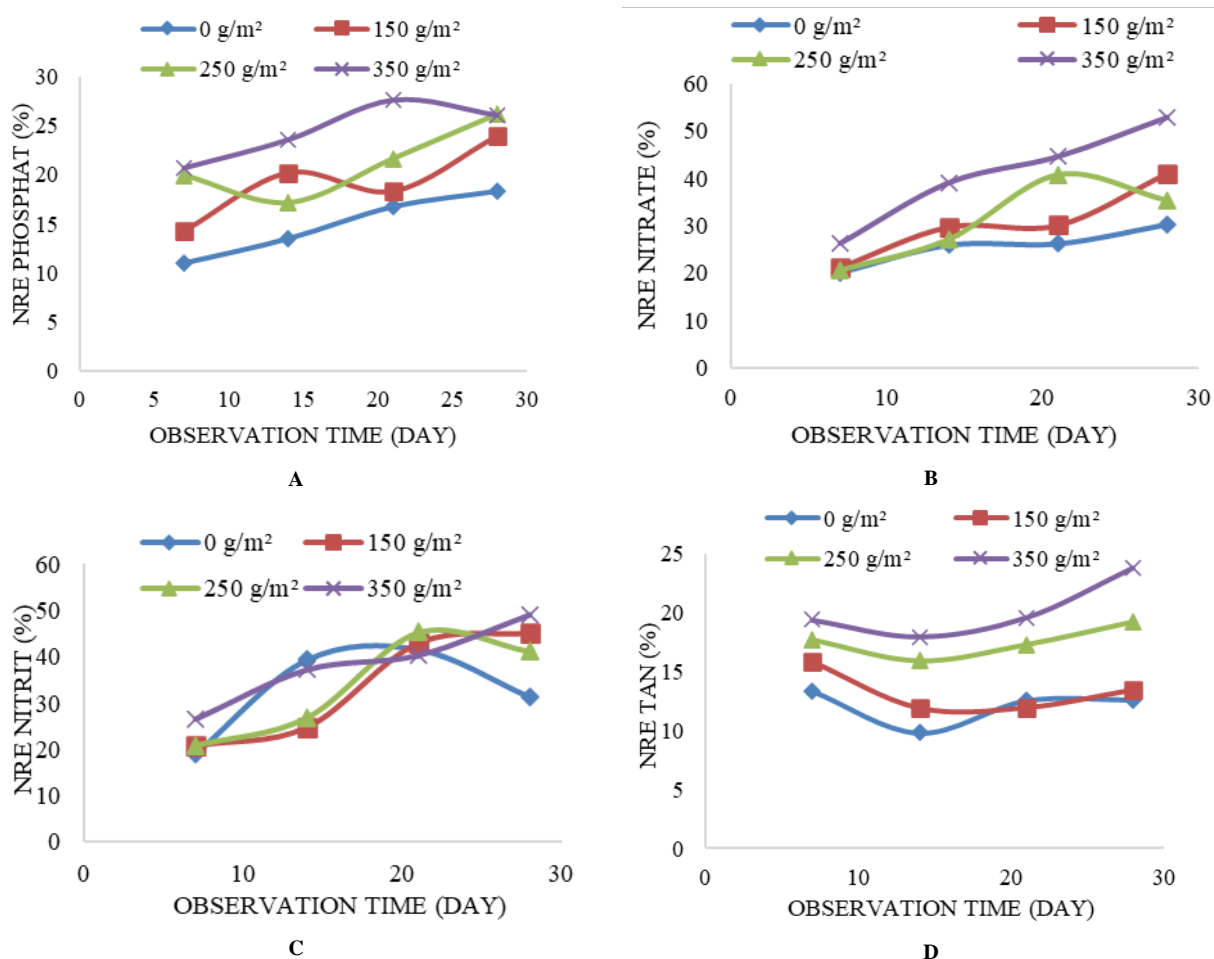 0 g/m² 150 g/m²
250 g/m² 350 g/m²
NRE PHOSPHAT (%)
30
25
20
15
10
5
0
0 5 10 15 20 25 30
OBSERVATION TIME (DAY)
A
0 g/m² 150 g/m²
250 g/m² 350 g/m²
NRE NITRATE (%)
60
50
40
30
20
10
0
0 10 20 30
OBSERVATION TIME (DAY)
B
0 g/m² 150 g/m²
250 g/m² 350 g/m²
NRE NITRIT (%)
60
50
40
30
20
10
0
0 10 20 30
OBSERVATION TIME (DAY)
C
0 g/m² 150 g/m²
250 g/m² 350 g/m²
NRE TAN (%)
25
20
15
10
5
0
0 10 20 30
OBSERVATION TIME (DAY)
D